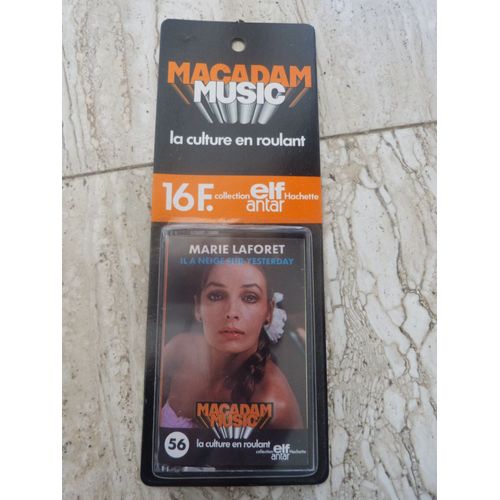 MACADAM
MUSIC
la culture en roulant
16F. collection elf Hachette
antar
MARIE LAFORET
IL A NEIGE SUR YESTERDAY
MACADAM
MUSIC
56 la culture en roulant collection elf Hachette
antar